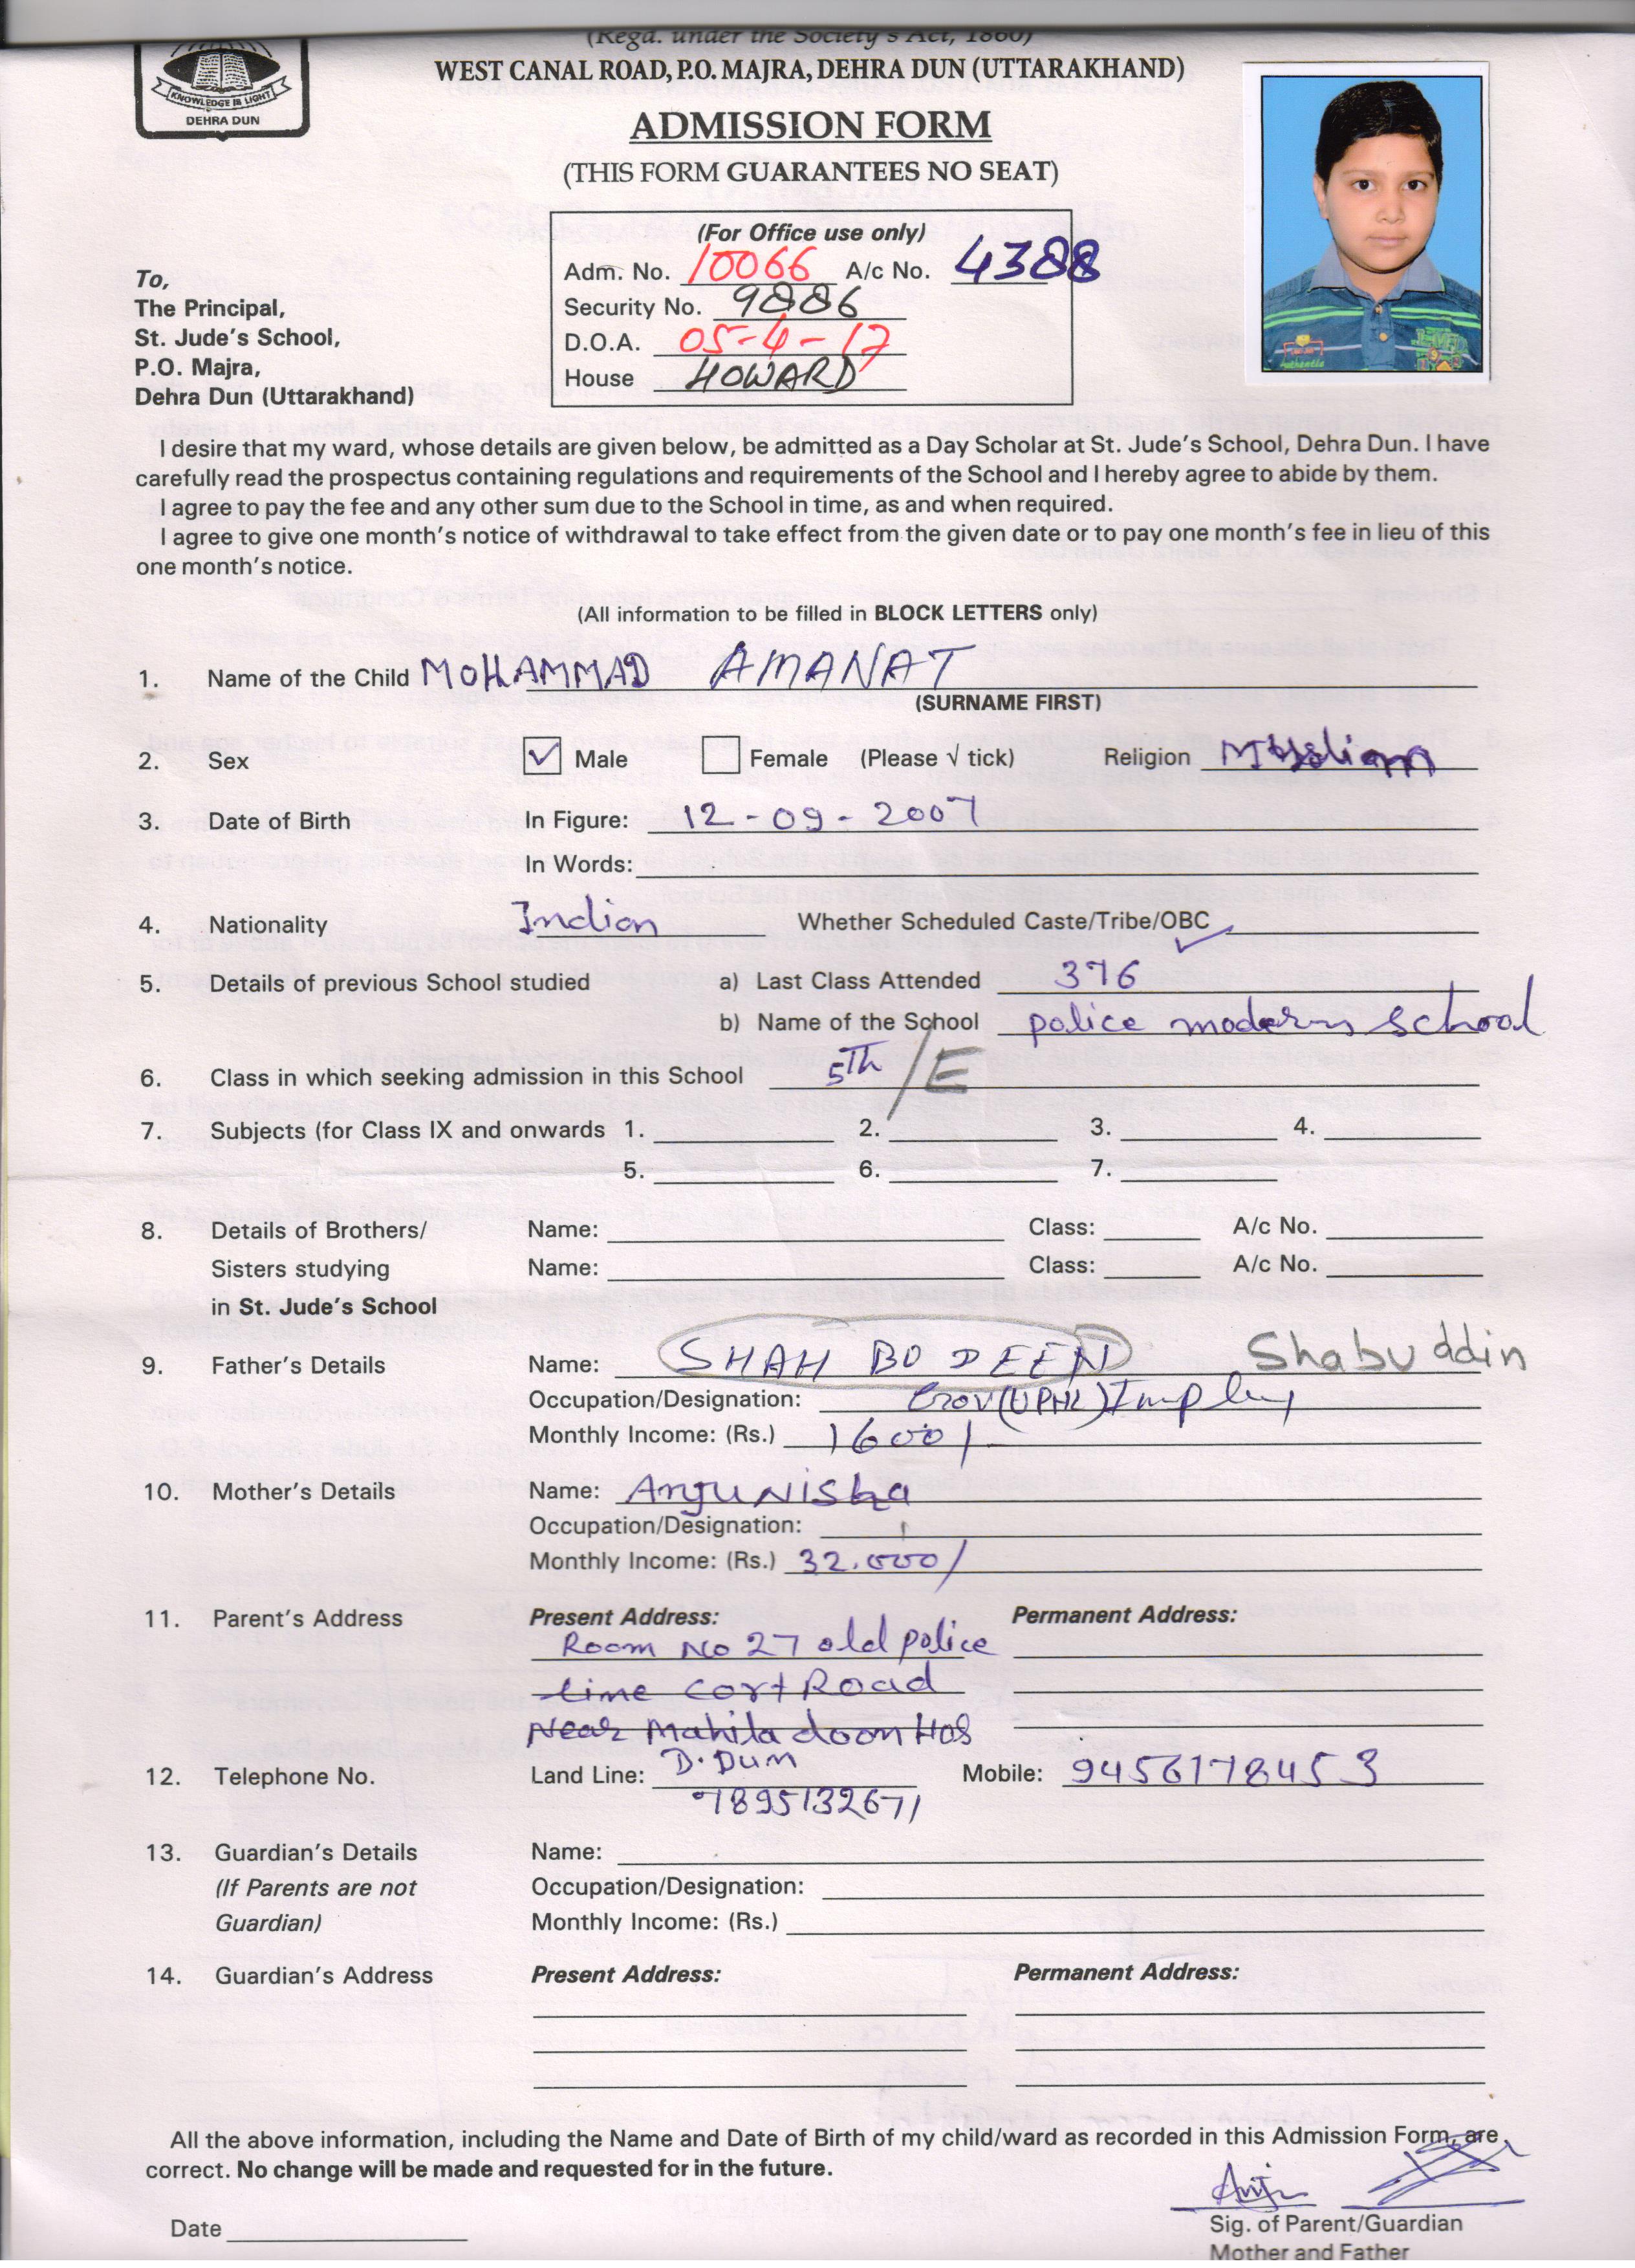 (Regd. under the Society's Act, 1860)
WEST CANAL ROAD, P.O. MAJRA, DEHRA DUN (UTTARAKHAND)
KNOWLEDGE IS LIGHT
DEHRA DUN
ADMISSION FORM
(THIS FORM GUARANTEES NO SEAT)
(For Office use only)
Adm. No. 10066 A/c No. 4388
Security No. 9886
D.O.A. 05-4-17
House HOWARD
To,
The Principal,
St. Jude's School,
P.O. Majra,
Dehra Dun (Uttarakhand)
I desire that my ward, whose details are given below, be admitted as a Day Scholar at St. Jude's School, Dehra Dun. I have
carefully read the prospectus containing regulations and requirements of the School and I hereby agree to abide by them.
I agree to pay the fee and any other sum due to the School in time, as and when required.
I agree to give one month's notice of withdrawal to take effect from the given date or to pay one month's fee in lieu of this
one month's notice.
(All information to be filled in BLOCK LETTERS only)
1. Name of the Child MOHAMMAD AMANAT
(SURNAME FIRST)
2. Sex ✓ Male Female (Please √ tick) Religion
3. Date of Birth In Figure: 12-09-2007
In Words:
4. Nationality Indion Whether Scheduled Caste/Tribe/OBC ✓
5. Details of previous School studied a) Last Class Attended 376
b) Name of the School police modern school
6. Class in which seeking admission in this School 5Th /E
7. Subjects (for Class IX and onwards 1. 2. 3. 4.
5. 6. 7.
8. Details of Brothers/ Name: Class: A/c No.
Sisters studying Name: Class: A/c No.
in St. Jude's School
9. Father's Details Name: SHAH BO DEEN Shabuddin
Occupation/Designation:
Monthly Income: (Rs.) 1600/
10. Mother's Details Name: Anju Nisha
Occupation/Designation:
Monthly Income: (Rs.) 32.000/
11. Parent's Address Present Address: Permanent Address:
Room No 27 old police
line cort Road
Near Mahila doon Hos
D.Dun
12. Telephone No. Land Line: Mobile: 9456178453
7895132671
13. Guardian's Details Name:
(If Parents are not Occupation/Designation:
Guardian) Monthly Income: (Rs.)
14. Guardian's Address Present Address: Permanent Address:
All the above information, including the Name and Date of Birth of my child/ward as recorded in this Admission Form, are
correct. No change will be made and requested for in the future.
Date
Sig. of Parent/Guardian
Mother and Father